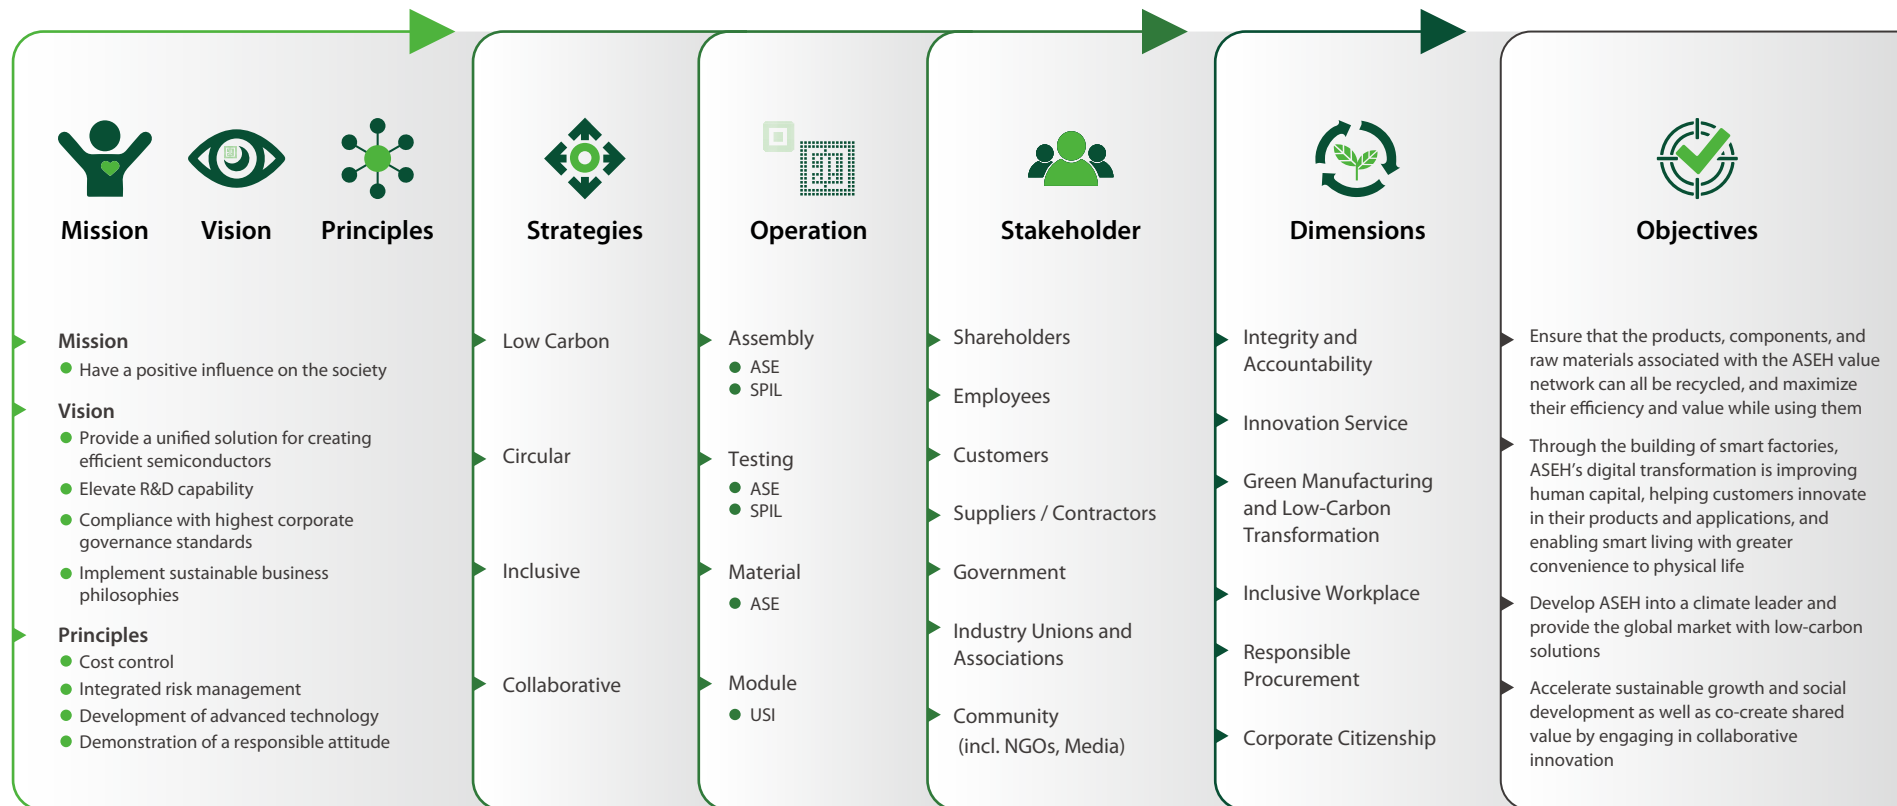 Mission
Vision
Principles
Mission
Have a positive influence on the society
Vision
Provide a unified solution for creating
efficient semiconductors
Elevate R&D capability
Compliance with highest corporate
governance standards
Implement sustainable business
philosophies
Principles
Cost control
Integrated risk management
Development of advanced technology
Demonstration of a responsible attitude
Strategies
Low Carbon
Circular
Inclusive
Collaborative
Operation
Assembly
ASE
SPIL
Testing
ASE
SPIL
Material
ASE
Module
USI
Stakeholder
Shareholders
Employees
Customers
Suppliers / Contractors
Government
Industry Unions and
Associations
Community
(incl. NGOs, Media)
Dimensions
Integrity and
Accountability
Innovation Service
Green Manufacturing
and Low-Carbon
Transformation
Inclusive Workplace
Responsible
Procurement
Corporate Citizenship
Objectives
Ensure that the products, components, and
raw materials associated with the ASEH value
network can all be recycled, and maximize
their efficiency and value while using them
Through the building of smart factories,
ASEH’s digital transformation is improving
human capital, helping customers innovate
in their products and applications, and
enabling smart living with greater
convenience to physical life
Develop ASEH into a climate leader and
provide the global market with low-carbon
solutions
Accelerate sustainable growth and social
development as well as co-create shared
value by engaging in collaborative
innovation